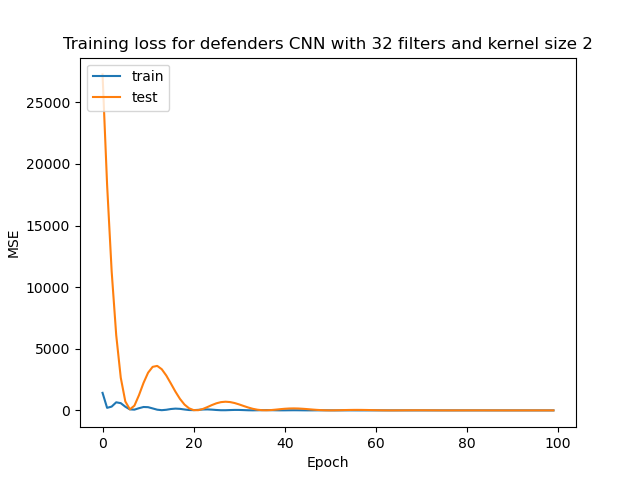 Training loss for defenders CNN with 32 filters and kernel size 2
train
test
25000
20000
15000
10000
5000
0
MSE
0 20 40 60 80 100
Epoch